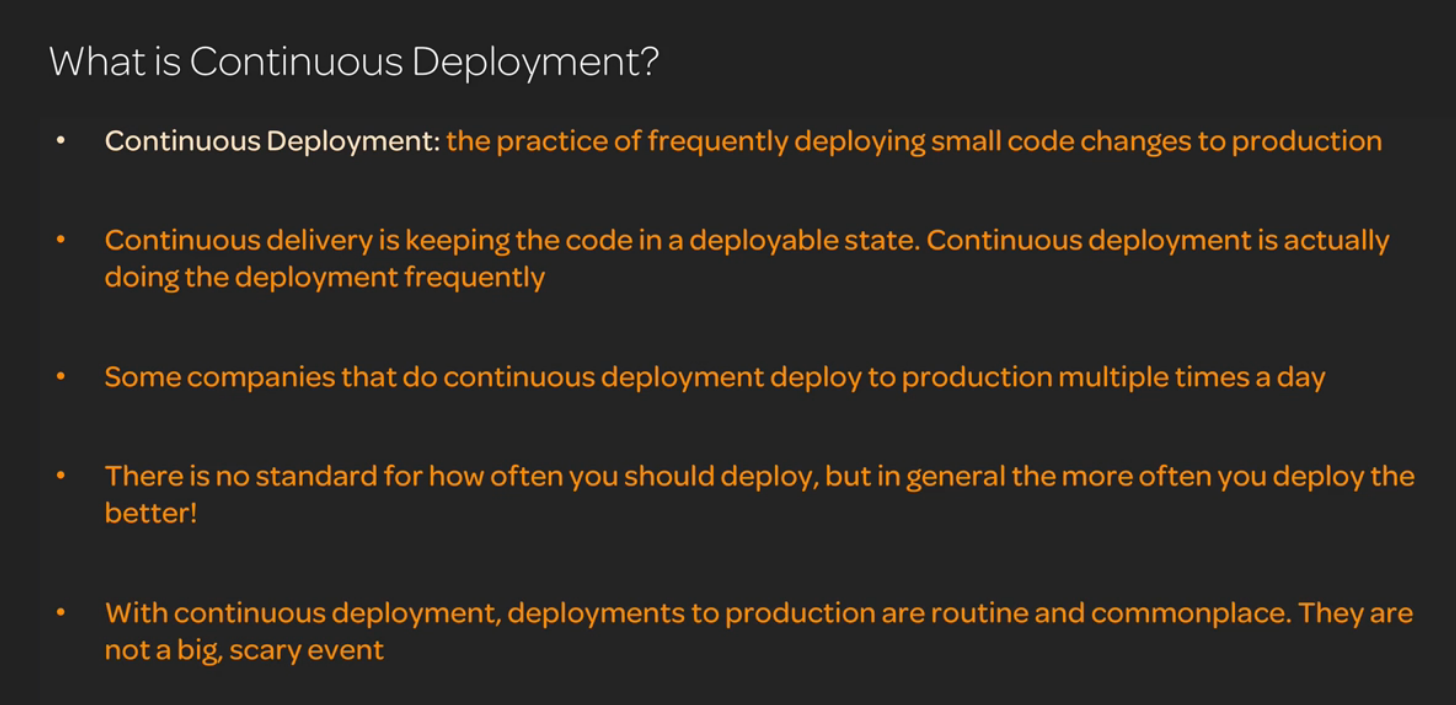 What is Continuous Deployment?
• Continuous Deployment: the practice of frequently deploying small code changes to production
• Continuous delivery is keeping the code in a deployable state. Continuous deployment is actually
doing the deployment frequently
• Some companies that do continuous deployment deploy to production multiple times a day
• There is no standard for how often you should deploy, but in general the more often you deploy the
better!
• With continuous deployment, deployments to production are routine and commonplace. They are
not a big, scary event